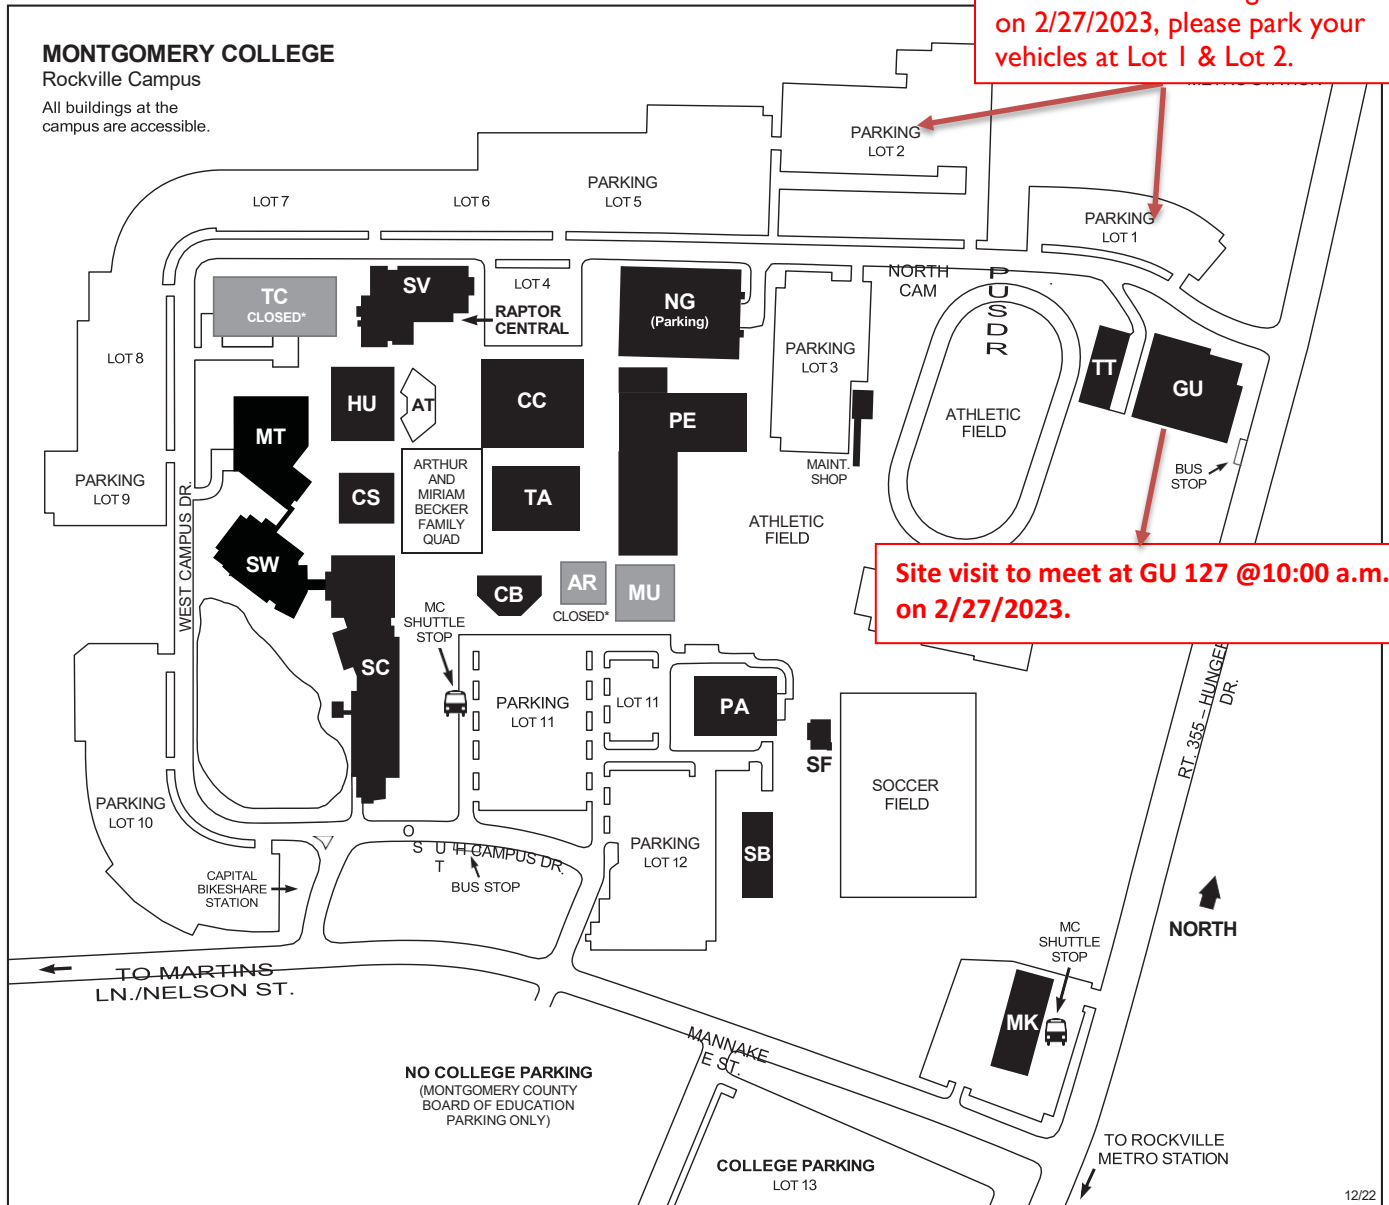 on 2/27/2023, please park your
vehicles at Lot 1 & Lot 2.
MONTGOMERY COLLEGE
Rockville Campus
All buildings at the
campus are accessible.
PARKING
LOT 2
LOT 7
LOT 6
PARKING
LOT 5
PARKING
LOT 1
TC
CLOSED*
SV
LOT 4
RAPTOR
CENTRAL
NG
(Parking)
NORTH
CAM
P
U
S
D
R
PARKING
LOT 3
LOT 8
HU
AT
CC
PE
TT
GU
ATHLETIC
FIELD
MT
MAINT.
SHOP
BUS
STOP
PARKING
LOT 9
CS
ARTHUR
AND
MIRIAM
BECKER
FAMILY
QUAD
TA
ATHLETIC
FIELD
WEST CAMPUS DR.
SW
Site visit to meet at GU 127 @10:00 a.m.
on 2/27/2023.
CB
AR
CLOSED*
MU
MC
SHUTTLE
STOP
SC
PARKING
LOT 11
LOT 11
PA
SF
RT. 355 – HUNGE
DR.
SOCCER
FIELD
PARKING
LOT 10
PARKING
LOT 12
SB
O
S
U
T
H CAMPUS DR.
BUS STOP
CAPITAL
BIKESHARE
STATION
NORTH
MC
SHUTTLE
STOP
TO MARTINS
LN./NELSON ST.
MK
MANNAKE
E ST.
NO COLLEGE PARKING
(MONTGOMERY COUNTY
BOARD OF EDUCATION
PARKING ONLY)
COLLEGE PARKING
LOT 13
TO ROCKVILLE
METRO STATION
12/22